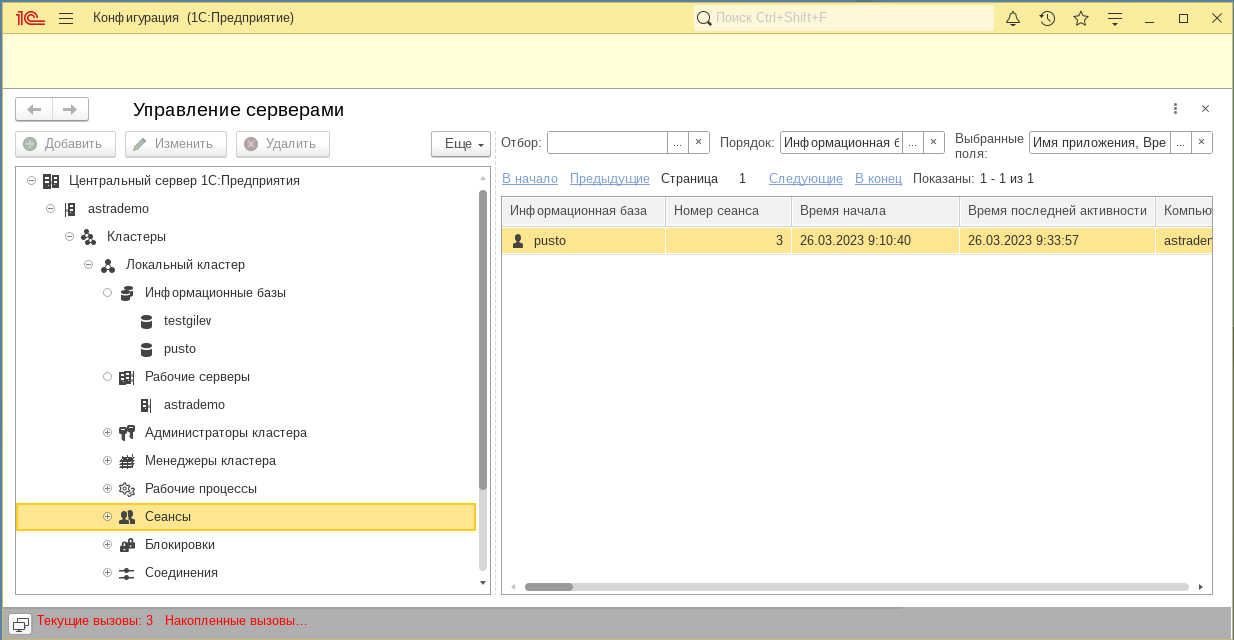 1С Конфигурация (1С:Предприятие) Поиск Ctrl+Shift+F
Управление серверами
Добавить Изменить Удалить Еще Отбор: ... × Порядок: Информационная б ... × Выбранные поля: Имя приложения, Вре ... ×
В начало Предыдущие Страница 1 Следующие В конец Показаны: 1 - 1 из 1
Информационная база Номер сеанса Время начала Время последней активности Компью
pusto 3 26.03.2023 9:10:40 26.03.2023 9:33:57 astraden
Центральный сервер 1С:Предприятия
astrademo
Кластеры
Локальный кластер
Информационные базы
testgilev
pusto
Рабочие серверы
astrademo
Администраторы кластера
Менеджеры кластера
Рабочие процессы
Сеансы
Блокировки
Соединения
Текущие вызовы: 3 Накопленные вызовы...